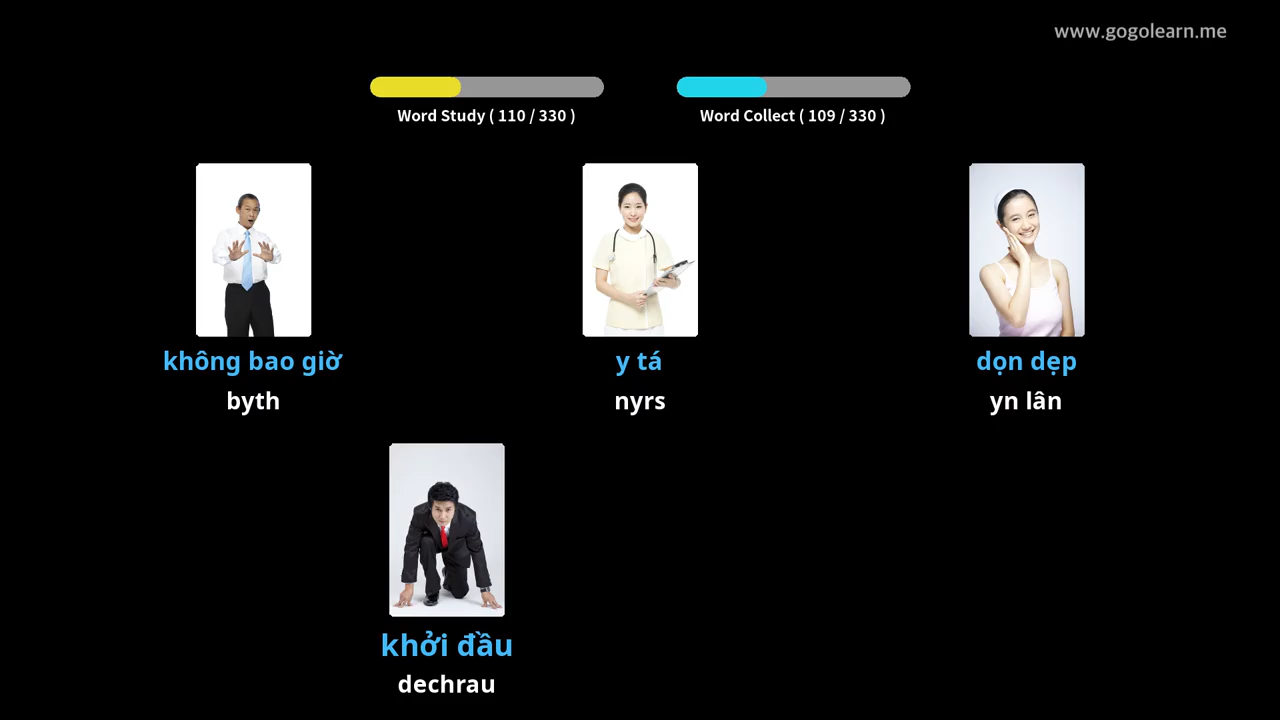 www.gogolearn.me
Word Study ( 110 / 330 )
Word Collect ( 109 / 330 )
không bao giờ
byth
y tá
nyrs
dọn dẹp
yn lân
khởi đầu
dechrau